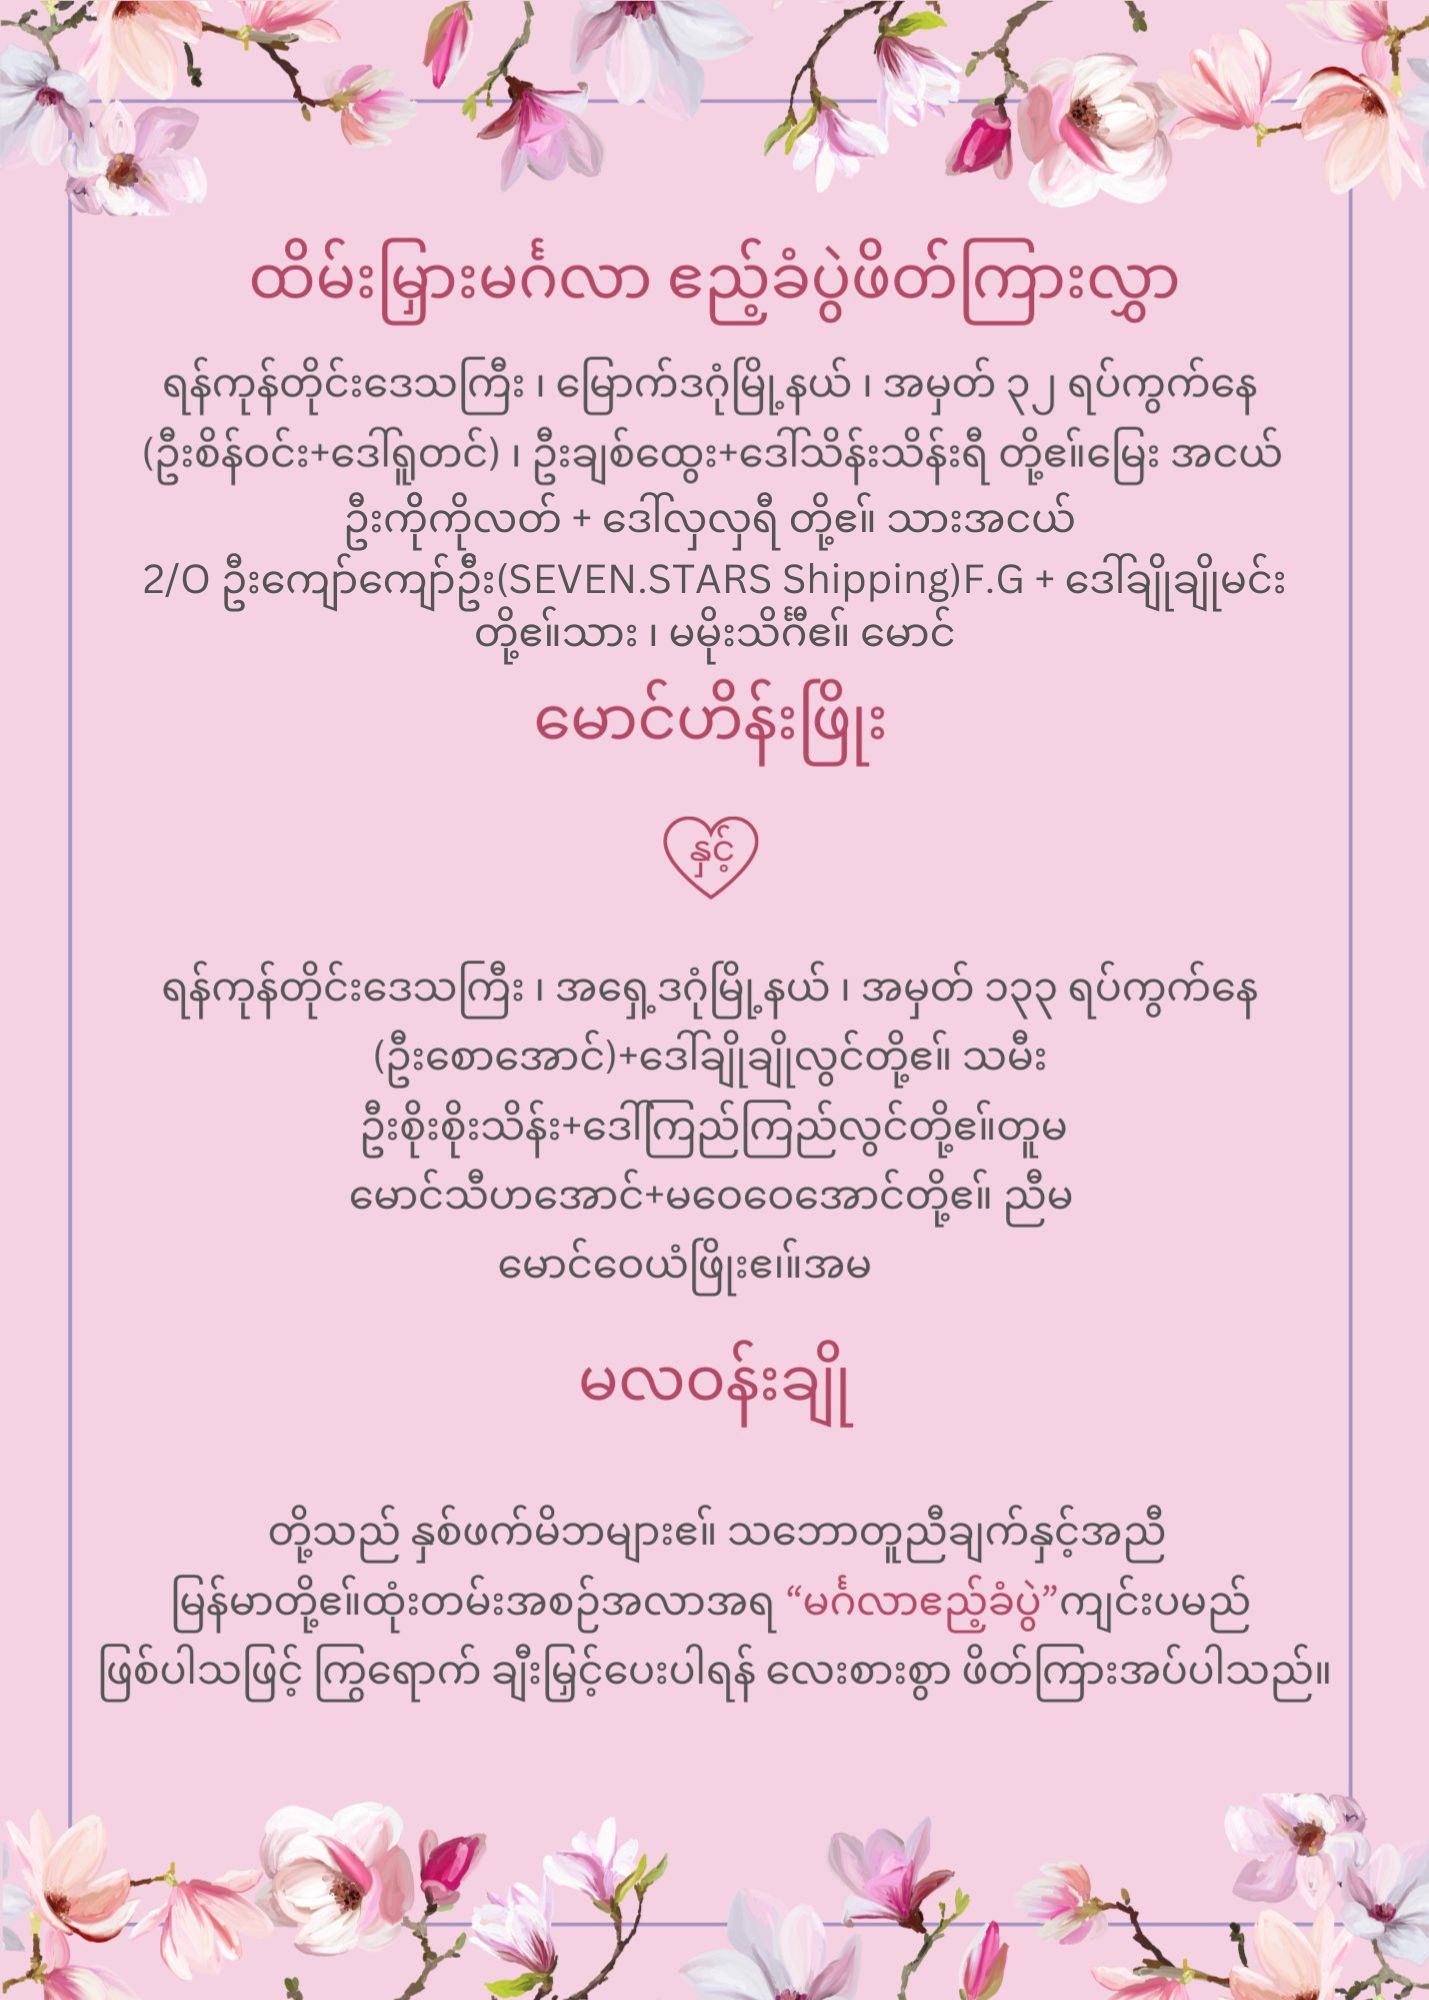 ထိမ်းမြှားမင်္ဂလာ ဧည့်ခံပွဲဖိတ်ကြားလွှာ
ရန်ကုန်တိုင်းဒေသကြီး ၊ မြောက်ဒဂုံမြို့နယ် ၊ အမှတ် ၃၂ ရပ်ကွက်နေ
(ဦးစိန်ဝင်း+ဒေါ်ရူတင်) ၊ ဦးချစ်ထွေး+ဒေါ်သိန်းသိန်းရီ တို့၏မြေး အငယ်
ဦးကိုကိုလတ် + ဒေါ်လှလှရီ တို့၏ သားအငယ်
2/O ဦးကျော်ကျော်ဦး(SEVEN.STARS Shipping)F.G + ဒေါ်ချိုချိုမင်း
တို့၏သား ၊ မမိုးသင်္ဂီ၏ မောင်
မောင်ဟိန်းဖြိုး
နှင့်
ရန်ကုန်တိုင်းဒေသကြီး ၊ အရှေ့ဒဂုံမြို့နယ် ၊ အမှတ် ၁၃၃ ရပ်ကွက်နေ
(ဦးစောအောင်)+ဒေါ်ချိုချိုလွင်တို့၏ သမီး
ဦးစိုးစိုးသိန်း+ဒေါ်ကြည်ကြည်လွင်တို့၏တူမ
မောင်သီဟအောင်+မဝေဝေအောင်တို့၏ ညီမ
မောင်ဝေယံဖြိုးဧ၊်၏အမ
မလဝန်းချို
တို့သည် နှစ်ဖက်မိဘများ၏ သဘောတူညီချက်နှင့်အညီ
မြန်မာတို့၏ထုံးတမ်းအစဉ်အလာအရ “မင်္ဂလာဧည့်ခံပွဲ”ကျင်းပမည်
ဖြစ်ပါသဖြင့် ကြွရောက် ချီးမြှင့်ပေးပါရန် လေးစားစွာ ဖိတ်ကြားအပ်ပါသည်။